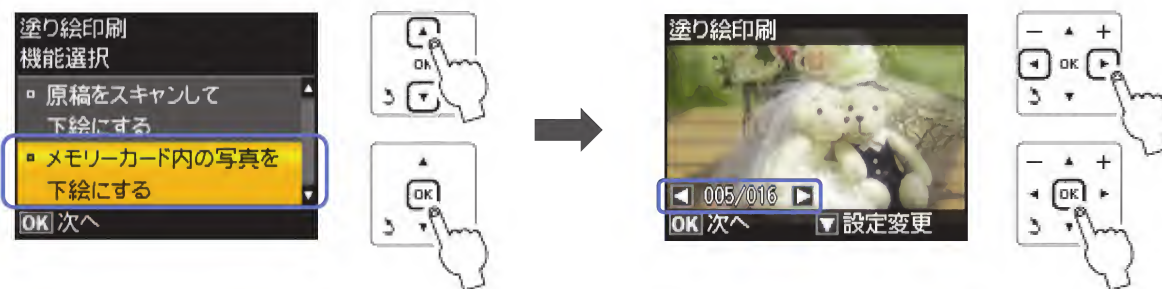 塗り絵印刷
機能選択
原稿をスキャンして
下絵にする
メモリーカード内の写真を
下絵にする
OK 次へ
OK
OK
塗り絵印刷
005/016
OK 次へ ▼設定変更
− ▲ +
◀ OK ▶
− ▲ +
◀ OK ▶